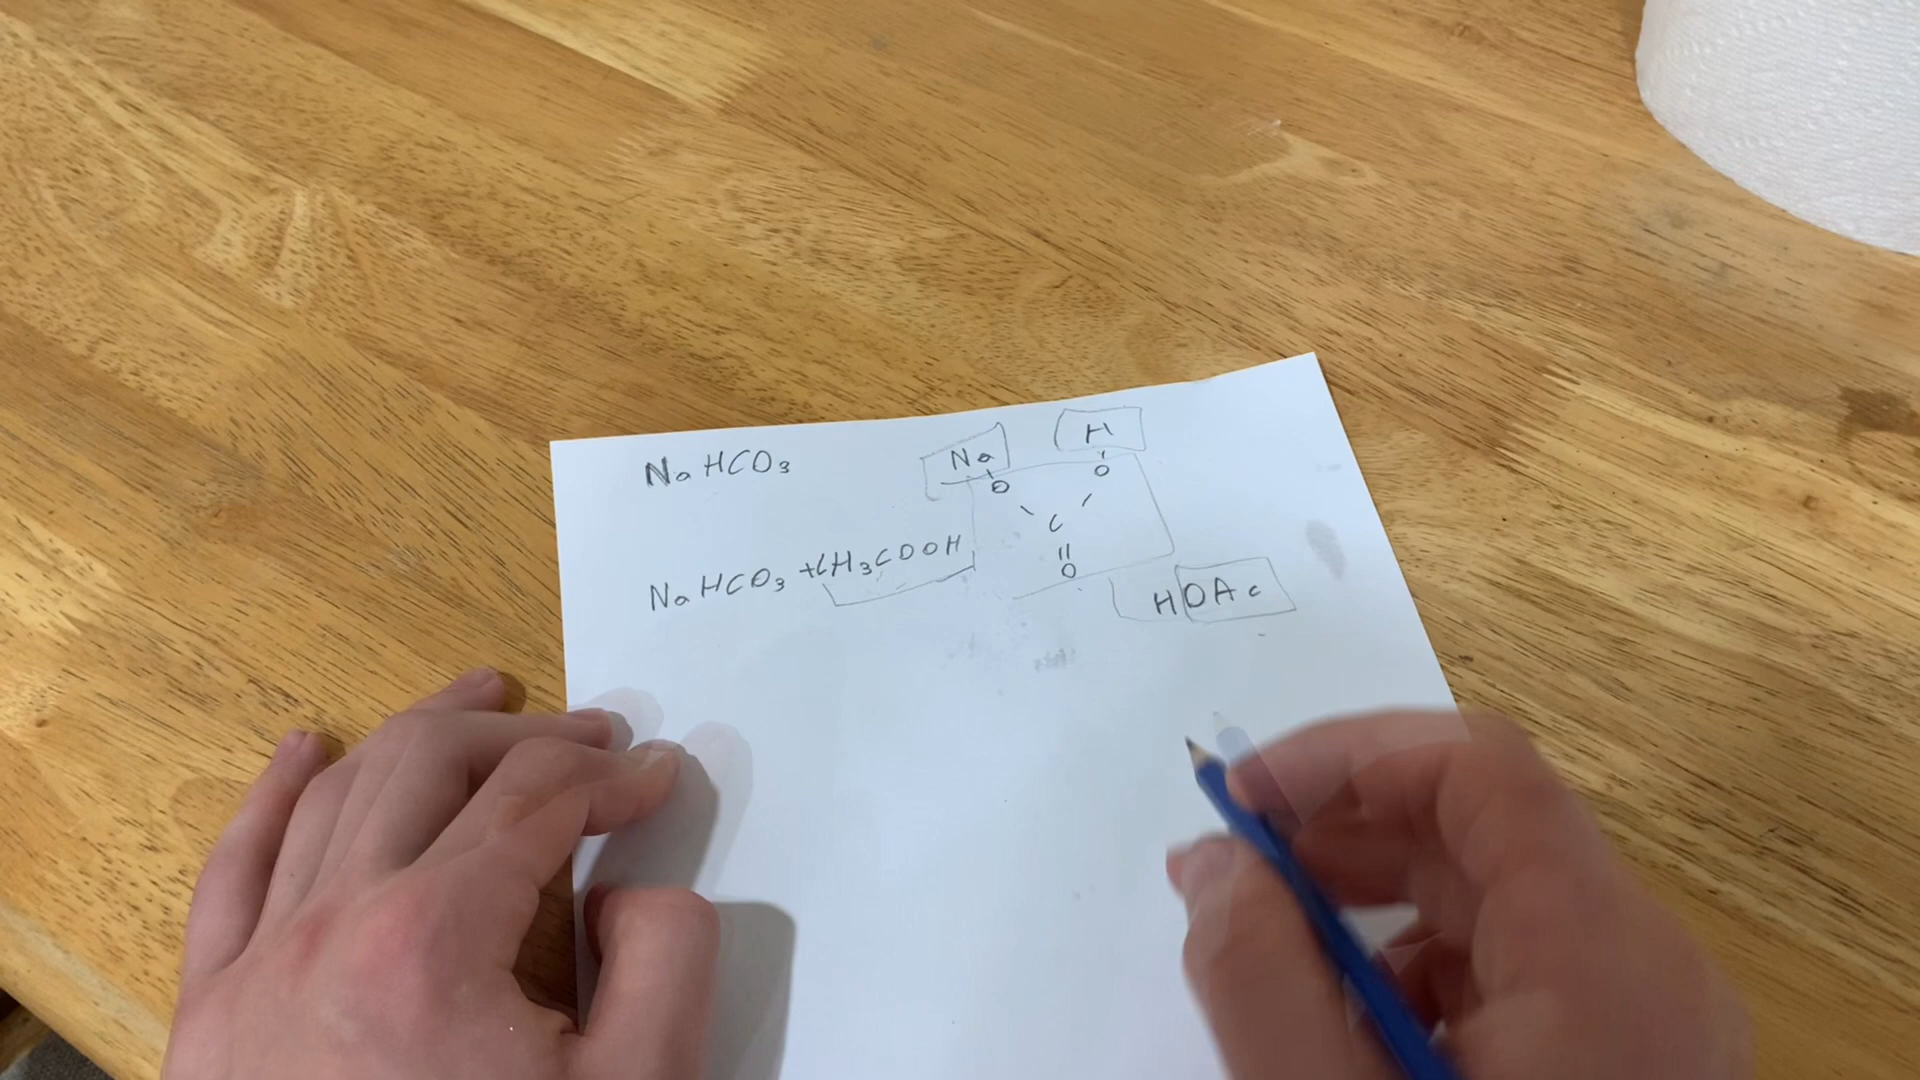 NaHCO3
Na H
O O
C
NaHCO3 + CH3COOH
O
HOAc